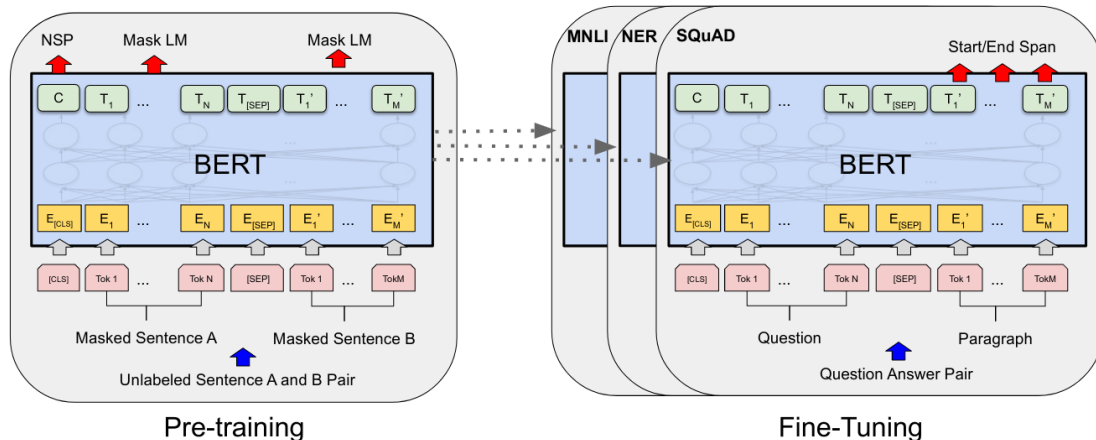 NSP Mask LM Mask LM
C T1 ... TN T[SEP] T1' ... TM'
BERT
E[CLS] E1 ... EN E[SEP] E1' ... EM'
[CLS] Tok 1 ... Tok N [SEP] Tok 1 ... TokM
Masked Sentence A Masked Sentence B
Unlabeled Sentence A and B Pair
Pre-training
MNLI NER SQuAD
Start/End Span
C T1 ... TN T[SEP] T1' ... TM'
BERT
E[CLS] E1 ... EN E[SEP] E1' ... EM'
[CLS] Tok 1 ... Tok N [SEP] Tok 1 ... TokM
Question Paragraph
Question Answer Pair
Fine-Tuning